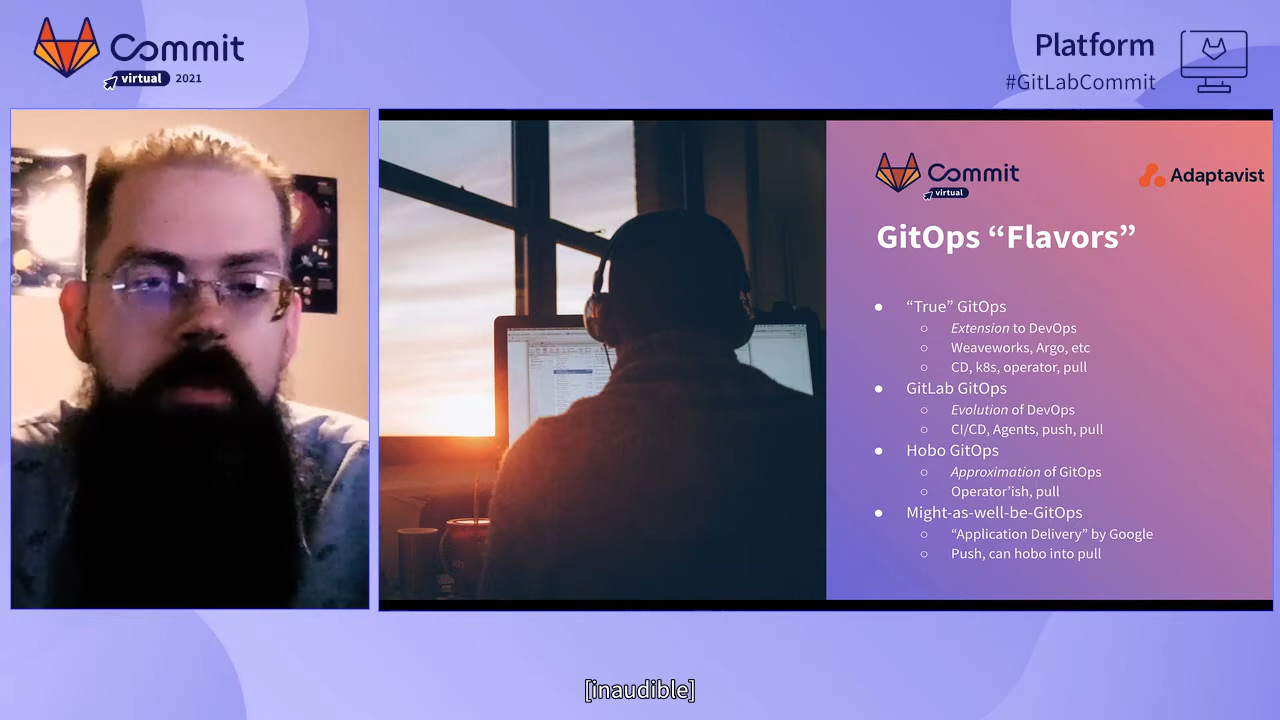 Commit
virtual 2021
Platform
#GitLabCommit
Commit
virtual
Adaptavist
GitOps “Flavors”
● “True” GitOps
○ Extension to DevOps
○ Weaveworks, Argo, etc
○ CD, k8s, operator, pull
● GitLab GitOps
○ Evolution of DevOps
○ CI/CD, Agents, push, pull
● Hobo GitOps
○ Approximation of GitOps
○ Operator’ish, pull
● Might-as-well-be-GitOps
○ “Application Delivery” by Google
○ Push, can hobo into pull
[inaudible]